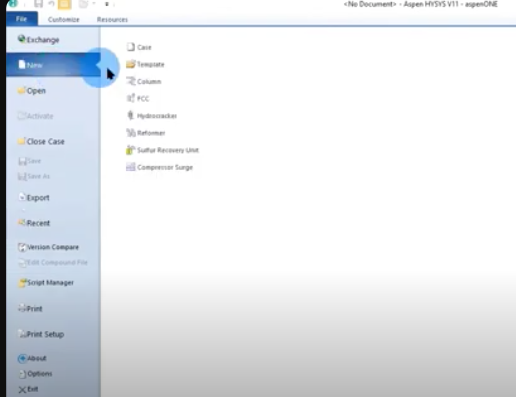 <No Document> - Aspen HYSYS V11 - aspenONE
File Customize Resources
Exchange
New
Open
Activate
Close Case
Save
Save As
Export
Recent
Version Compare
Edit Compound File
Script Manager
Print
Print Setup
About
Options
Exit
Case
Template
Column
FCC
Hydrocracker
Reformer
Sulfur Recovery Unit
Compressor Surge